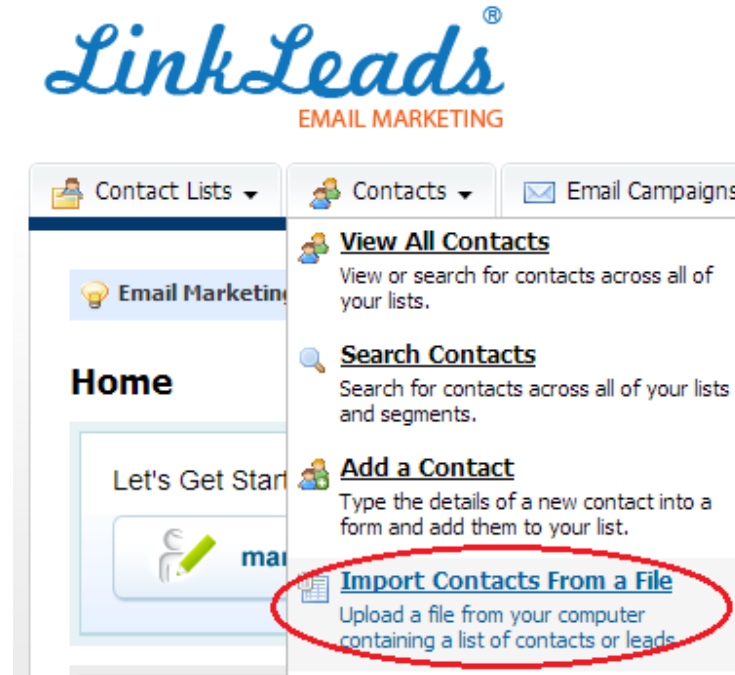 LinkLeads®
EMAIL MARKETING
Contact Lists
Contacts
Email Campaigns
View All Contacts
View or search for contacts across all of
your lists.
Email Marketing
Search Contacts
Search for contacts across all of your lists
and segments.
Home
Add a Contact
Type the details of a new contact into a
form and add them to your list.
Let's Get Start
mar
Import Contacts From a File
Upload a file from your computer
containing a list of contacts or leads